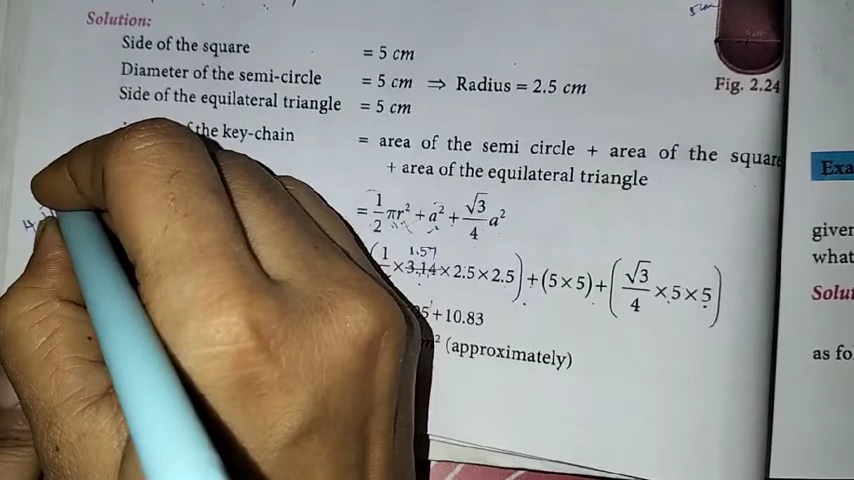 5cm
Solution:
Side of the square = 5 cm
Diameter of the semi-circle = 5 cm ⇒ Radius = 2.5 cm
Fig. 2.24
Side of the equilateral triangle = 5 cm
of the key-chain = area of the semi circle + area of the square
+ area of the equilateral triangle
= 1/2 πr² + a² + √3/4 a²
1.57
(1 × 3.14 × 2.5 × 2.5) + (5×5) + (√3/4 × 5 × 5)
+ 10.83
(approximately)
Exa
given
what
Solu
as fo